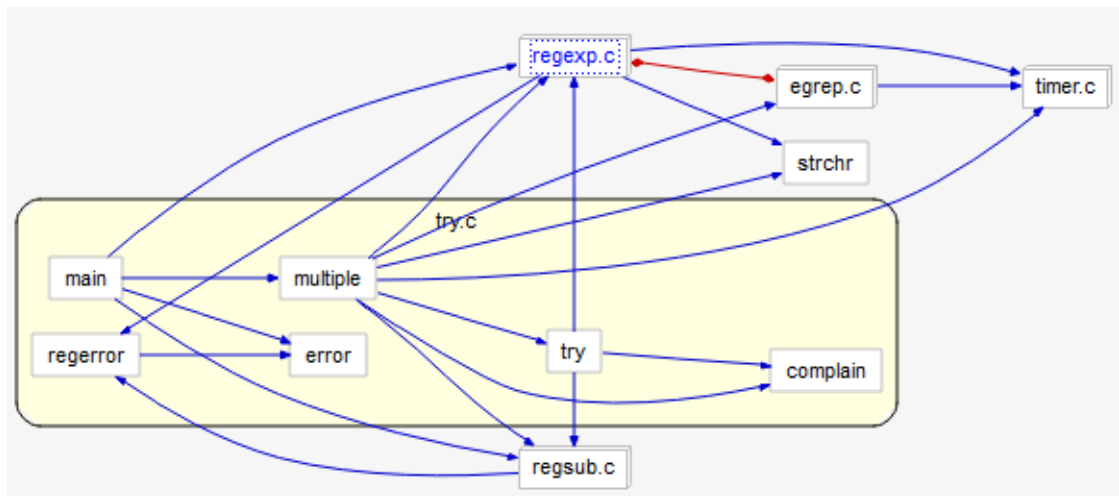 regexp.c
egrep.c
timer.c
strchr
try.c
main
multiple
regerror
error
try
complain
regsub.c